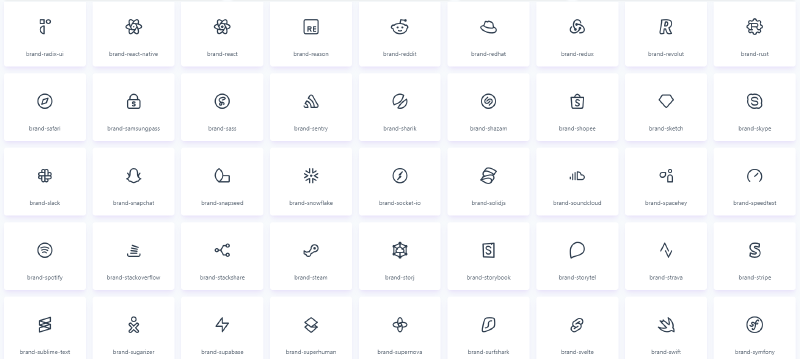 brand-radix-ui brand-react-native brand-react brand-reason brand-reddit brand-redhat brand-redux brand-revolut brand-rust
brand-safari brand-samsungpass brand-sass brand-sentry brand-sharik brand-shazam brand-shopee brand-sketch brand-skype
brand-slack brand-snapchat brand-snapseed brand-snowflake brand-socket-io brand-solidjs brand-soundcloud brand-spacehey brand-speedtest
brand-spotify brand-stackoverflow brand-stackshare brand-steam brand-storj brand-storybook brand-storytel brand-strava brand-stripe
brand-sublime-text brand-sugarizer brand-supabase brand-superhuman brand-supernova brand-surfshark brand-svelte brand-swift brand-symfony